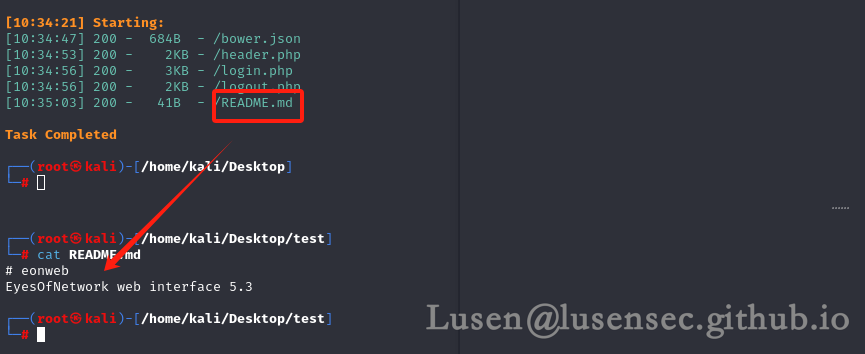 [10:34:21] Starting:
[10:34:47] 200 -  684B  - /bower.json
[10:34:53] 200 -    2KB - /header.php
[10:34:56] 200 -    3KB - /login.php
[10:34:56] 200 -    2KB - /logout.php
[10:35:03] 200 -   41B  - /README.md
Task Completed
┌──(root㉿kali)-[/home/kali/Desktop]
└─#
┌──(root㉿kali)-[/home/kali/Desktop/test]
└─# cat README.md
# eonweb
EyesOfNetwork web interface 5.3
┌──(root㉿kali)-[/home/kali/Desktop/test]
└─#
Lusen@lusensec.github.io